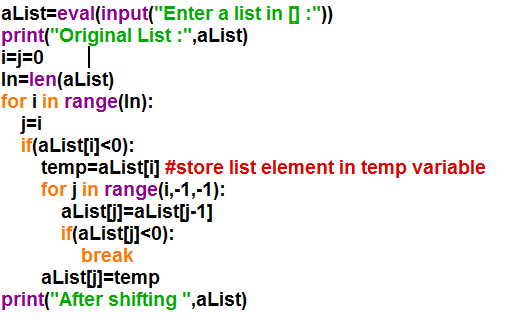 aList=eval(input("Enter a list in [] :"))
print("Original List :",aList)
i=j=0
ln=len(aList)
for i in range(ln):
    j=i
    if(aList[i]<0):
        temp=aList[i] #store list element in temp variable
        for j in range(i,-1,-1):
            aList[j]=aList[j-1]
            if(aList[j]<0):
                break
        aList[j]=temp
print("After shifting ",aList)